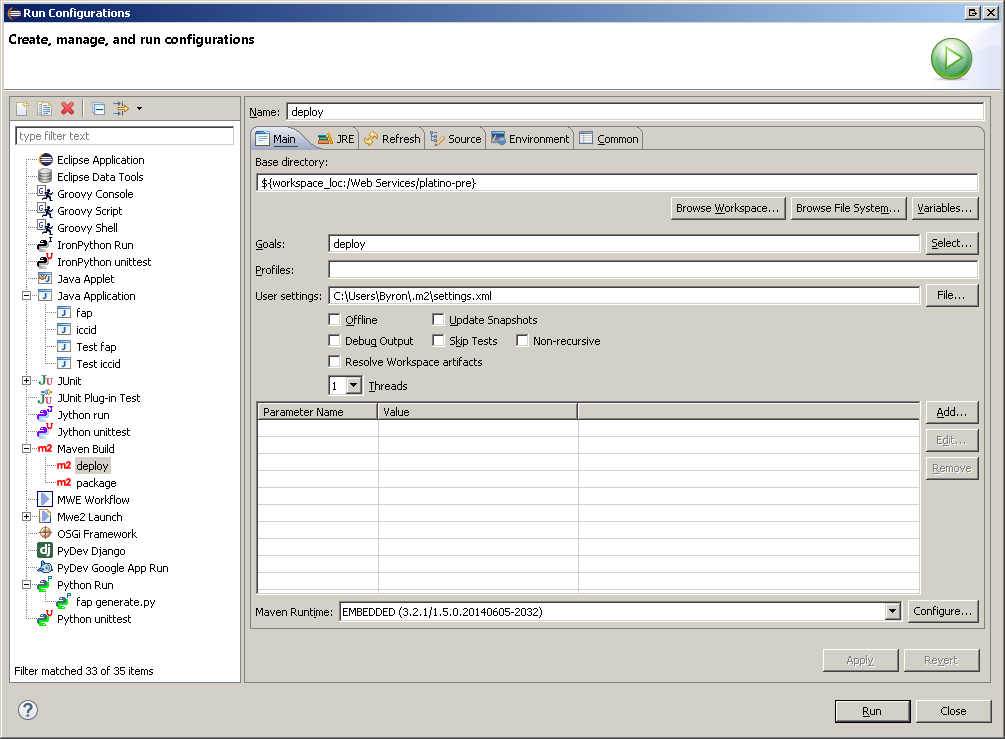 Run Configurations
Create, manage, and run configurations
type filter text
Eclipse Application
Eclipse Data Tools
Groovy Console
Groovy Script
Groovy Shell
IronPython Run
IronPython unittest
Java Applet
Java Application
fap
iccid
Test fap
Test iccid
JUnit
JUnit Plug-in Test
Jython run
Jython unittest
m2 Maven Build
m2 deploy
m2 package
MWE Workflow
Mwe2 Launch
OSGi Framework
dj PyDev Django
PyDev Google App Run
Python Run
fap generate.py
Python unittest
Filter matched 33 of 35 items
Name: deploy
Main JRE Refresh Source Environment Common
Base directory:
${workspace_loc:/Web Services/platino-pre}
Browse Workspace... Browse File System... Variables...
Goals: deploy Select...
Profiles:
User settings: C:\Users\Byron\.m2\settings.xml File...
Offline Update Snapshots
Debug Output Skip Tests Non-recursive
Resolve Workspace artifacts
1 Threads
Parameter Name Value Add...
Edit...
Remove
Maven Runtime: EMBEDDED (3.2.1/1.5.0.20140605-2032) Configure...
Apply Revert
? Run Close